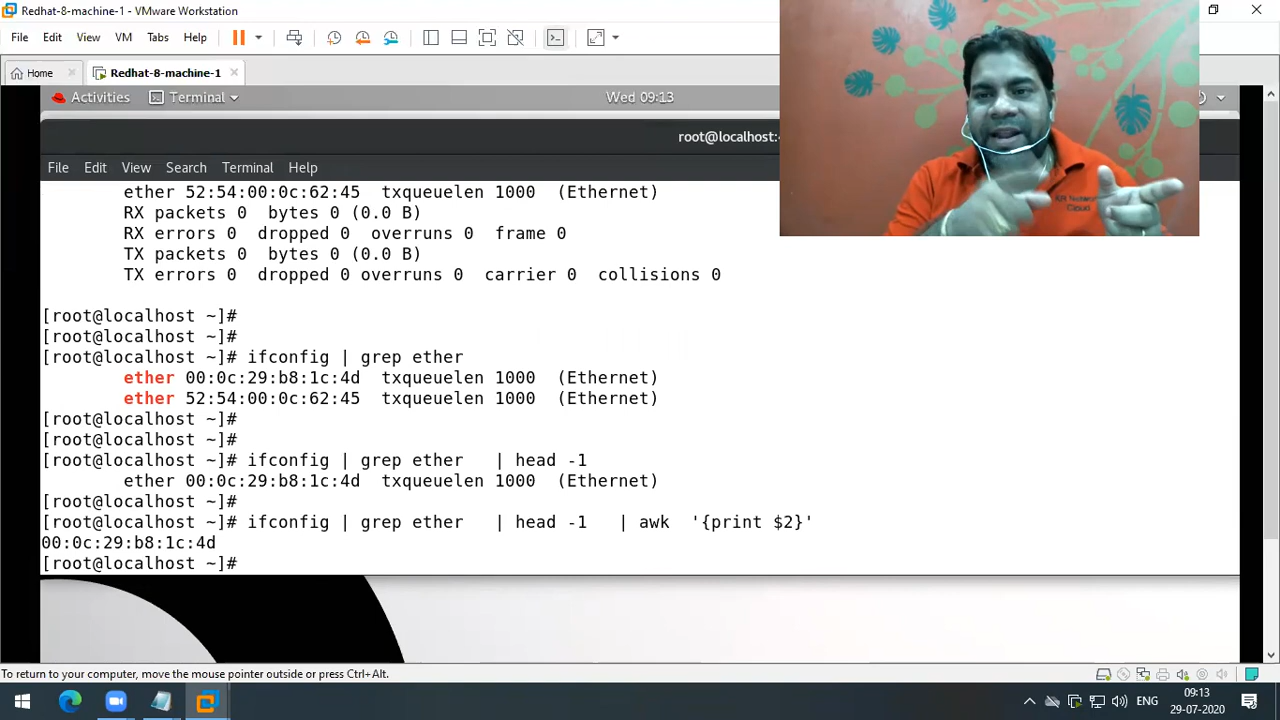 Redhat-8-machine-1 - VMware Workstation
File Edit View VM Tabs Help
Home Redhat-8-machine-1
Activities Terminal Wed 09:13
root@localhost:
File Edit View Search Terminal Help
ether 52:54:00:0c:62:45 txqueuelen 1000 (Ethernet)
RX packets 0 bytes 0 (0.0 B)
RX errors 0 dropped 0 overruns 0 frame 0
TX packets 0 bytes 0 (0.0 B)
TX errors 0 dropped 0 overruns 0 carrier 0 collisions 0
[root@localhost ~]#
[root@localhost ~]#
[root@localhost ~]# ifconfig | grep ether
ether 00:0c:29:b8:1c:4d txqueuelen 1000 (Ethernet)
ether 52:54:00:0c:62:45 txqueuelen 1000 (Ethernet)
[root@localhost ~]#
[root@localhost ~]#
[root@localhost ~]# ifconfig | grep ether | head -1
ether 00:0c:29:b8:1c:4d txqueuelen 1000 (Ethernet)
[root@localhost ~]#
[root@localhost ~]# ifconfig | grep ether | head -1 | awk '{print $2}'
00:0c:29:b8:1c:4d
[root@localhost ~]#
To return to your computer, move the mouse pointer outside or press Ctrl+Alt.
ENG
09:13
29-07-2020